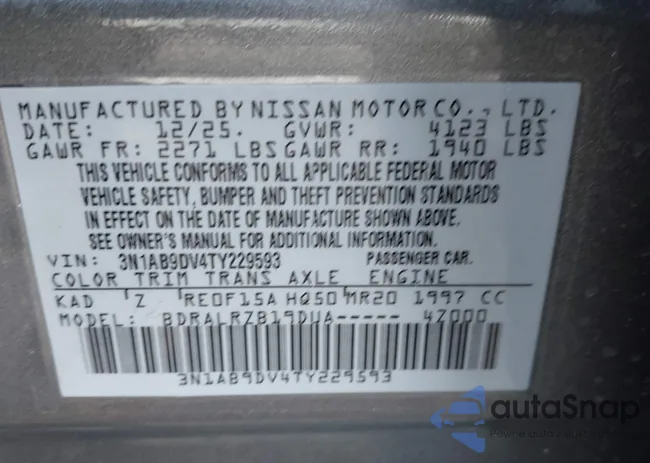 MANUFACTURED BY NISSAN MOTOR CO., LTD.
DATE: 12/25. GVWR: 4123 LBS
GAWR FR: 2271 LBS GAWR RR: 1940 LBS
THIS VEHICLE CONFORMS TO ALL APPLICABLE FEDERAL MOTOR
VEHICLE SAFETY, BUMPER AND THEFT PREVENTION STANDARDS
IN EFFECT ON THE DATE OF MANUFACTURE SHOWN ABOVE.
SEE OWNER'S MANUAL FOR ADDITIONAL INFORMATION.
VIN: 3N1AB9DV4TY229593 PASSENGER CAR.
COLOR TRIM TRANS AXLE ENGINE
KAD Z RE0F15A HQ50 MR20 1997 CC
MODEL: BDRALRZB19DUA----- 4Z000
3N1AB9DV4TY229593
autoSnap